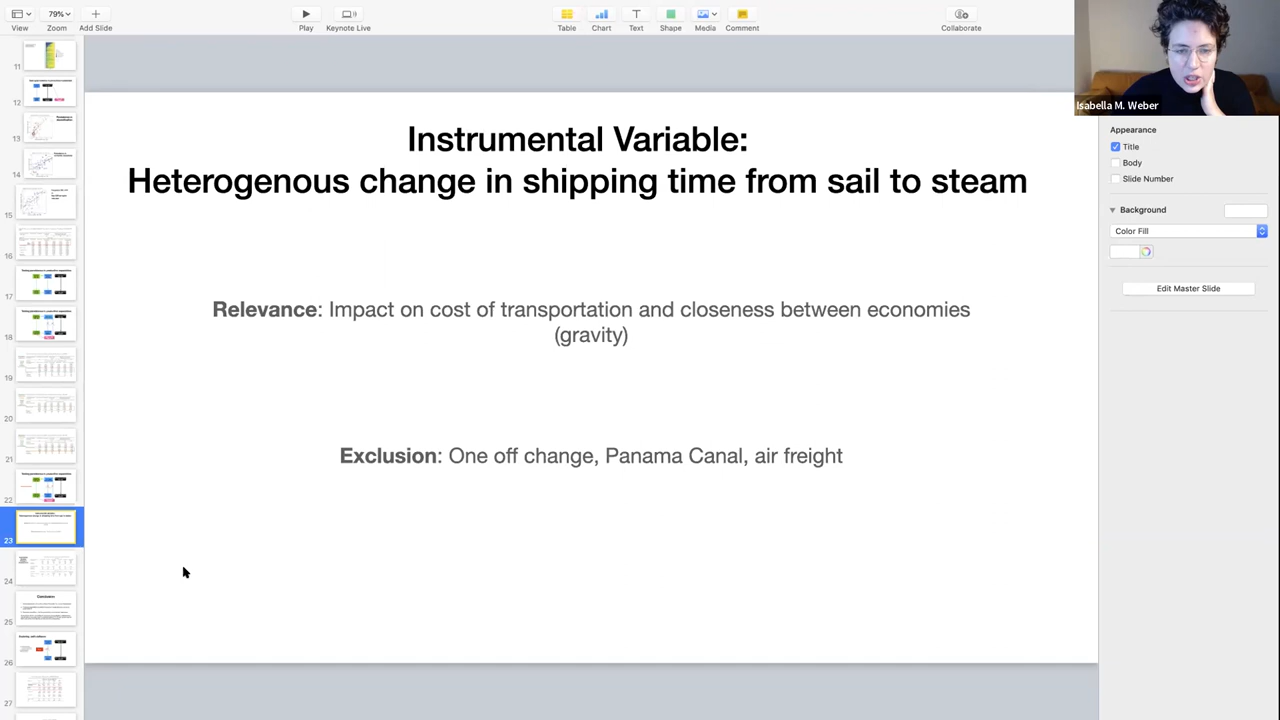 79%
View
Zoom
Add Slide
Play
Keynote Live
Table
Chart
Text
Shape
Media
Comment
Collaborate
Isabella M. Weber
Appearance
Title
Body
Slide Number
Background
Color Fill
Edit Master Slide
11
12
13
14
15
16
17
18
19
20
21
22
23
24
25
26
27
Instrumental Variable:
Heterogenous change in shipping time from sail to steam
Relevance: Impact on cost of transportation and closeness between economies
(gravity)
Exclusion: One off change, Panama Canal, air freight